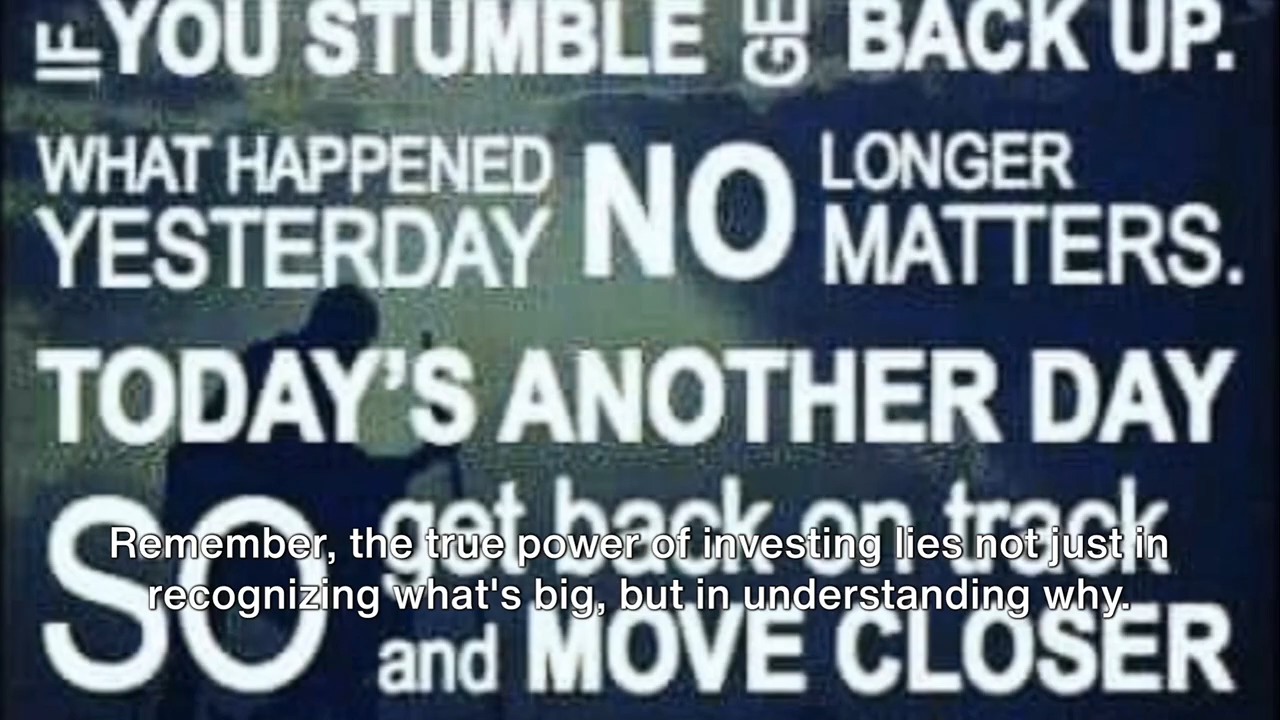 IF YOU STUMBLE GE BACK UP.
WHAT HAPPENED
YESTERDAY
NO
LONGER
MATTERS.
TODAY'S ANOTHER DAY
SO
get back on track
Remember, the true power of investing lies not just in
recognizing what's big, but in understanding why.
and MOVE CLOSER